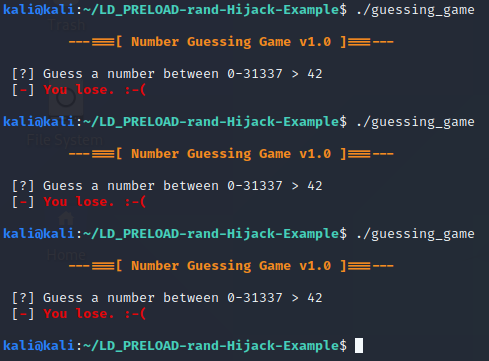 kali@kali:~/LD_PRELOAD-rand-Hijack-Example$ ./guessing_game
---===[ Number Guessing Game v1.0 ]===---
[?] Guess a number between 0-31337 > 42
[-] You lose. :-(
kali@kali:~/LD_PRELOAD-rand-Hijack-Example$ ./guessing_game
File System
---===[ Number Guessing Game v1.0 ]===---
[?] Guess a number between 0-31337 > 42
[-] You lose. :-(
kali@kali:~/LD_PRELOAD-rand-Hijack-Example$ ./guessing_game
Home
---===[ Number Guessing Game v1.0 ]===---
[?] Guess a number between 0-31337 > 42
[-] You lose. :-(
kali@kali:~/LD_PRELOAD-rand-Hijack-Example$